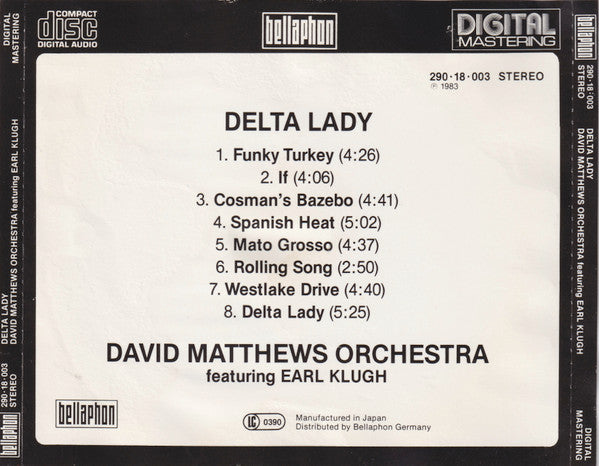 DIGITAL
MASTERING
DELTA LADY
DAVID MATTHEWS ORCHESTRA featuring EARL KLUGH
290·18·003
STEREO
COMPACT
disc
DIGITAL AUDIO
bellaphon
DIGITAL
MASTERING
290·18·003 STEREO
℗ 1983
DELTA LADY
1. Funky Turkey (4:26)
2. If (4:06)
3. Cosman's Bazebo (4:41)
4. Spanish Heat (5:02)
5. Mato Grosso (4:37)
6. Rolling Song (2:50)
7. Westlake Drive (4:40)
8. Delta Lady (5:25)
DAVID MATTHEWS ORCHESTRA
featuring EARL KLUGH
bellaphon
LC 0390
Manufactured in Japan
Distributed by Bellaphon Germany
290·18·003
STEREO
DELTA LADY
DAVID MATTHEWS ORCHESTRA featuring EARL KLUGH
DIGITAL
MASTERING